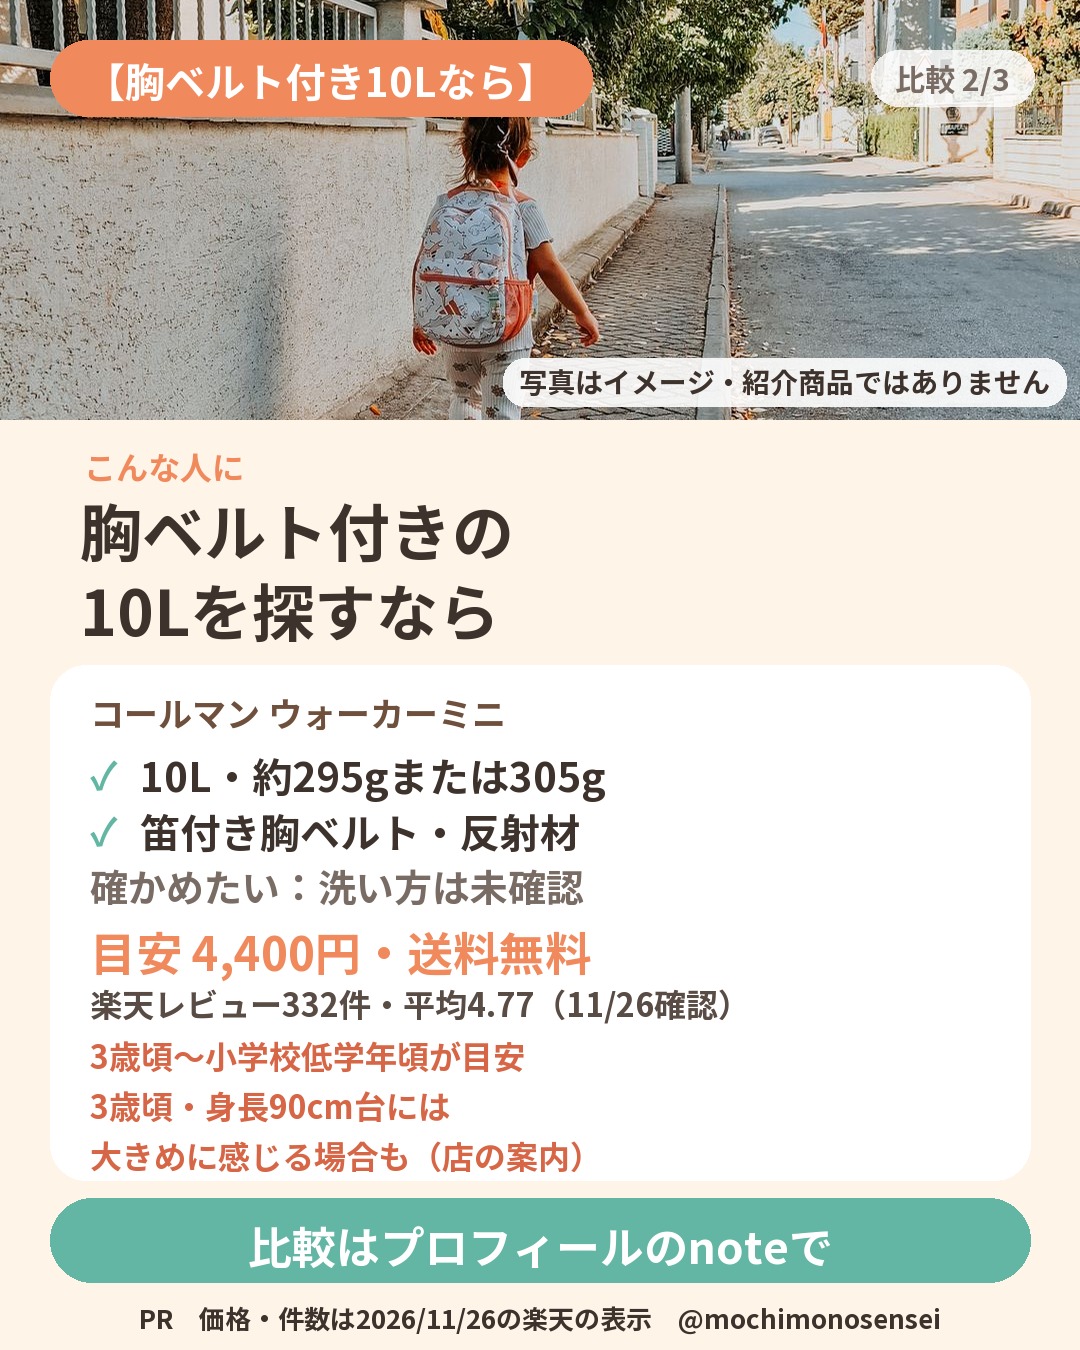 【胸ベルト付き10Lなら】
比較 2/3
写真はイメージ・紹介商品ではありません
こんな人に
胸ベルト付きの
10Lを探すなら
コールマン ウォーカーミニ
✓ 10L・約295gまたは305g
✓ 笛付き胸ベルト・反射材
確かめたい：洗い方は未確認
目安 4,400円・送料無料
楽天レビュー332件・平均4.77（11/26確認）
3歳頃〜小学校低学年頃が目安
3歳頃・身長90cm台には
大きめに感じる場合も（店の案内）
比較はプロフィールのnoteで
PR 価格・件数は2026/11/26の楽天の表示 @mochimonosensei